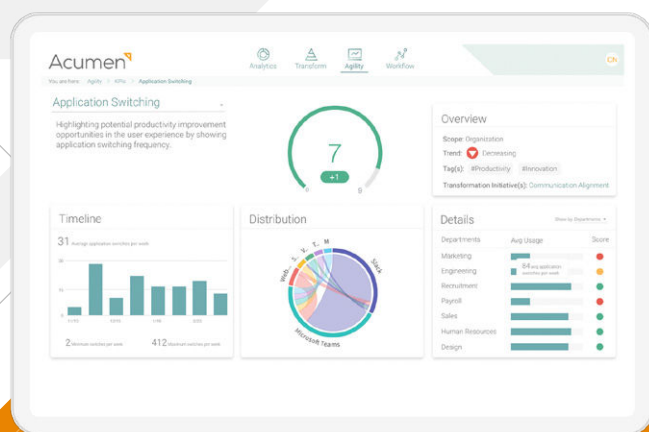 Acumen
Analytics Transform Agility Workflow
CN
You are here: Agility > KPIs > Application Switching
Application Switching
Highlighting potential productivity improvement
opportunities in the user experience by showing
application switching frequency.
7
+1
Overview
Scope: Organization
Trend: Decreasing
Tag(s): #Productivity #Innovation
Transformation Initiative(s): Communication Alignment
Timeline
31 Average application switches per week
2 Minimum switches per week
412 Maximum switches per week
Distribution
Web... S... V... T... M
Slack
Microsoft Teams
Details
Show by Departments
Departments Avg Usage Score
Marketing
84 avg application
switches per week
Engineering
Recruitment
Payroll
Sales
Human Resources
Design